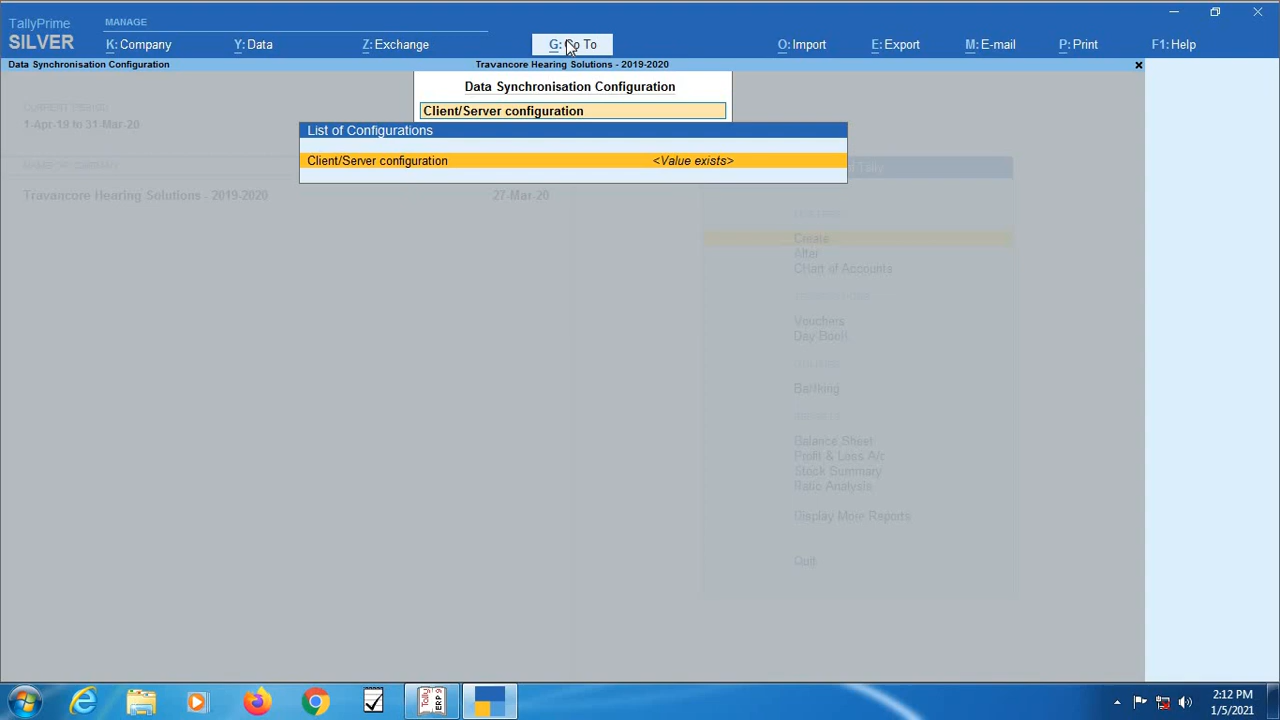 TallyPrime
MANAGE
SILVER
K: Company
Y: Data
Z: Exchange
G: Go To
O: Import
E: Export
M: E-mail
P: Print
F1: Help
Data Synchronisation Configuration
Travancore Hearing Solutions - 2019-2020
Data Synchronisation Configuration
Client/Server configuration
List of Configurations
Client/Server configuration
<Value exists>
1-Apr-19 to 31-Mar-20
Travancore Hearing Solutions - 2019-2020
27-Mar-20
Create
Alter
CHart of Accounts
Vouchers
Day Book
BaNking
Balance Sheet
Profit & Loss A/c
Stock Summary
Ratio Analysis
Display More Reports
Quit
Tally
ERP 9
2:12 PM
1/5/2021